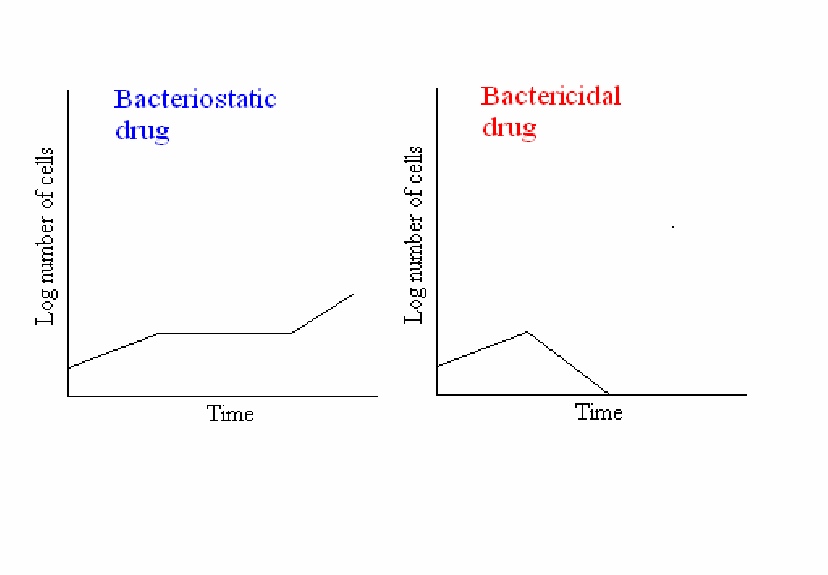 Bacteriostatic
drug
Log number of cells
Time
Bactericidal
drug
Log number of cells
Time